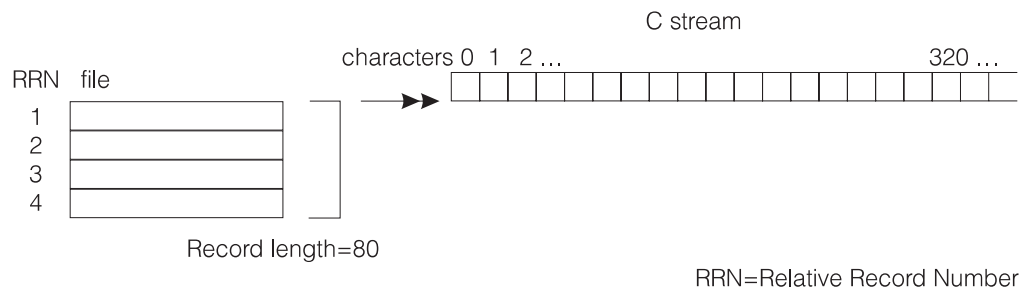 C stream
characters 0 1 2 ... 320 ...
RRN file
1
2
3
4
Record length=80
RRN=Relative Record Number